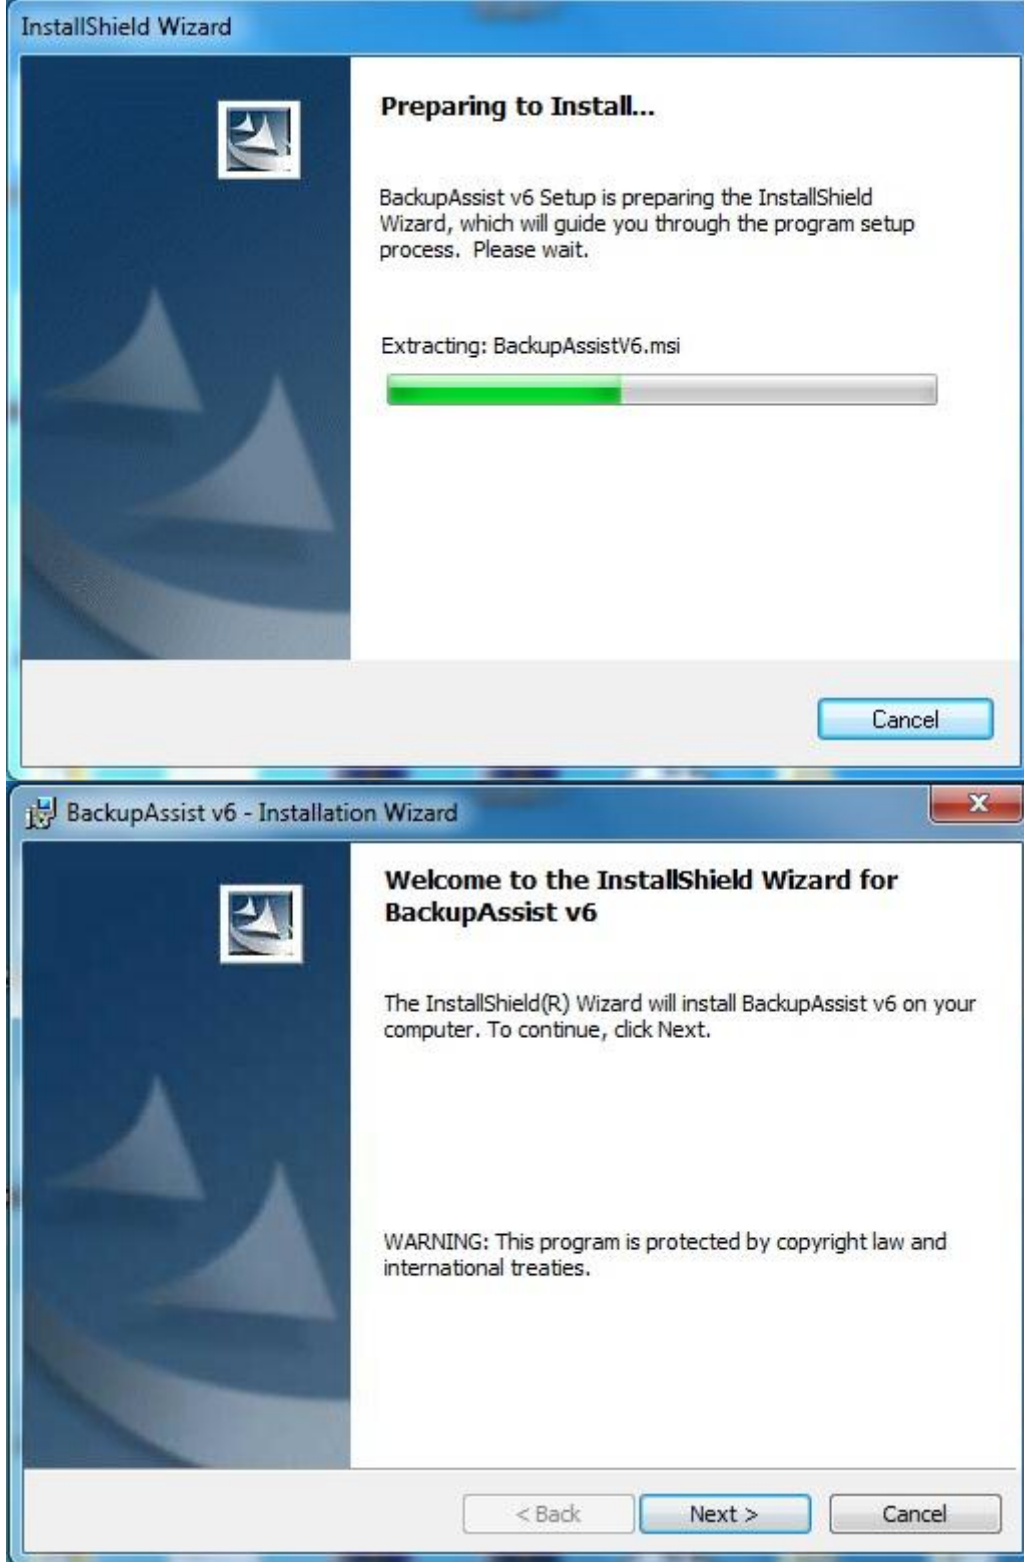 InstallShield Wizard
Preparing to Install...
BackupAssist v6 Setup is preparing the InstallShield
Wizard, which will guide you through the program setup
process.  Please wait.
Extracting: BackupAssistV6.msi
Cancel
BackupAssist v6 - Installation Wizard
Welcome to the InstallShield Wizard for
BackupAssist v6
The InstallShield(R) Wizard will install BackupAssist v6 on your
computer. To continue, click Next.
WARNING: This program is protected by copyright law and
international treaties.
< Back
Next >
Cancel